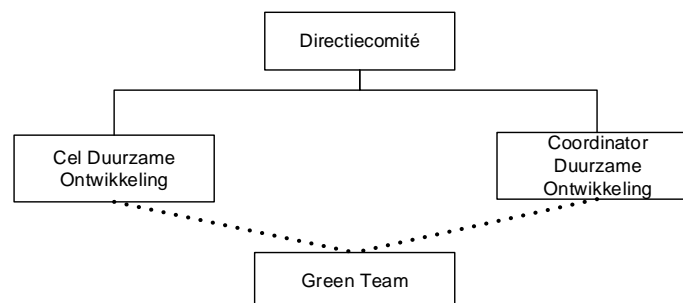 Directiecomité
Cel Duurzame
Ontwikkeling
Coordinator
Duurzame
Ontwikkeling
Green Team